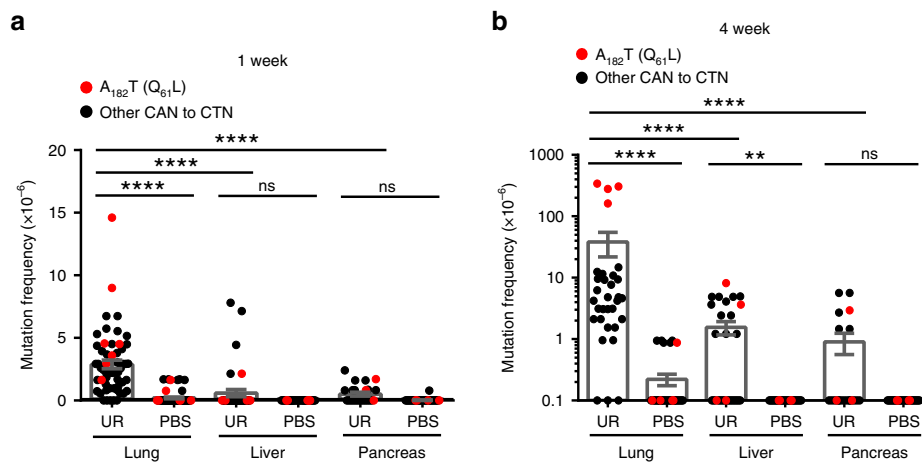 a
1 week
A182T (Q61L)
Other CAN to CTN
****
****
****
ns
ns
Mutation frequency (×10⁻⁶)
20
15
10
5
0
UR PBS UR PBS UR PBS
Lung Liver Pancreas
b
4 week
A182T (Q61L)
Other CAN to CTN
****
****
****
**
ns
Mutation frequency (×10⁻⁶)
1000
100
10
1
0.1
UR PBS UR PBS UR PBS
Lung Liver Pancreas